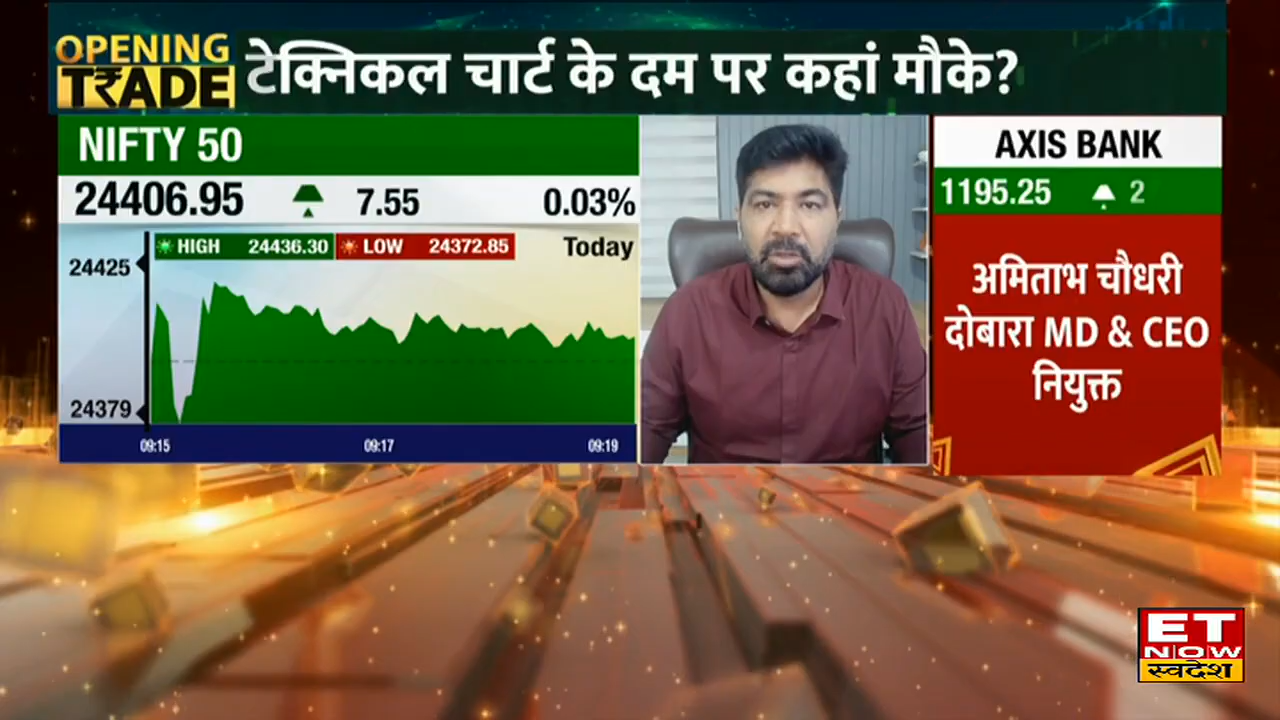 OPENING
TRADE
टेक्निकल चार्ट के दम पर कहां मौके?
NIFTY 50
24406.95 7.55 0.03%
HIGH 24436.30 LOW 24372.85 Today
24425
24379
09:15 09:17 09:19
AXIS BANK
1195.25 2
अमिताभ चौधरी
दोबारा MD & CEO
नियुक्त
ET
NOW
स्वदेश